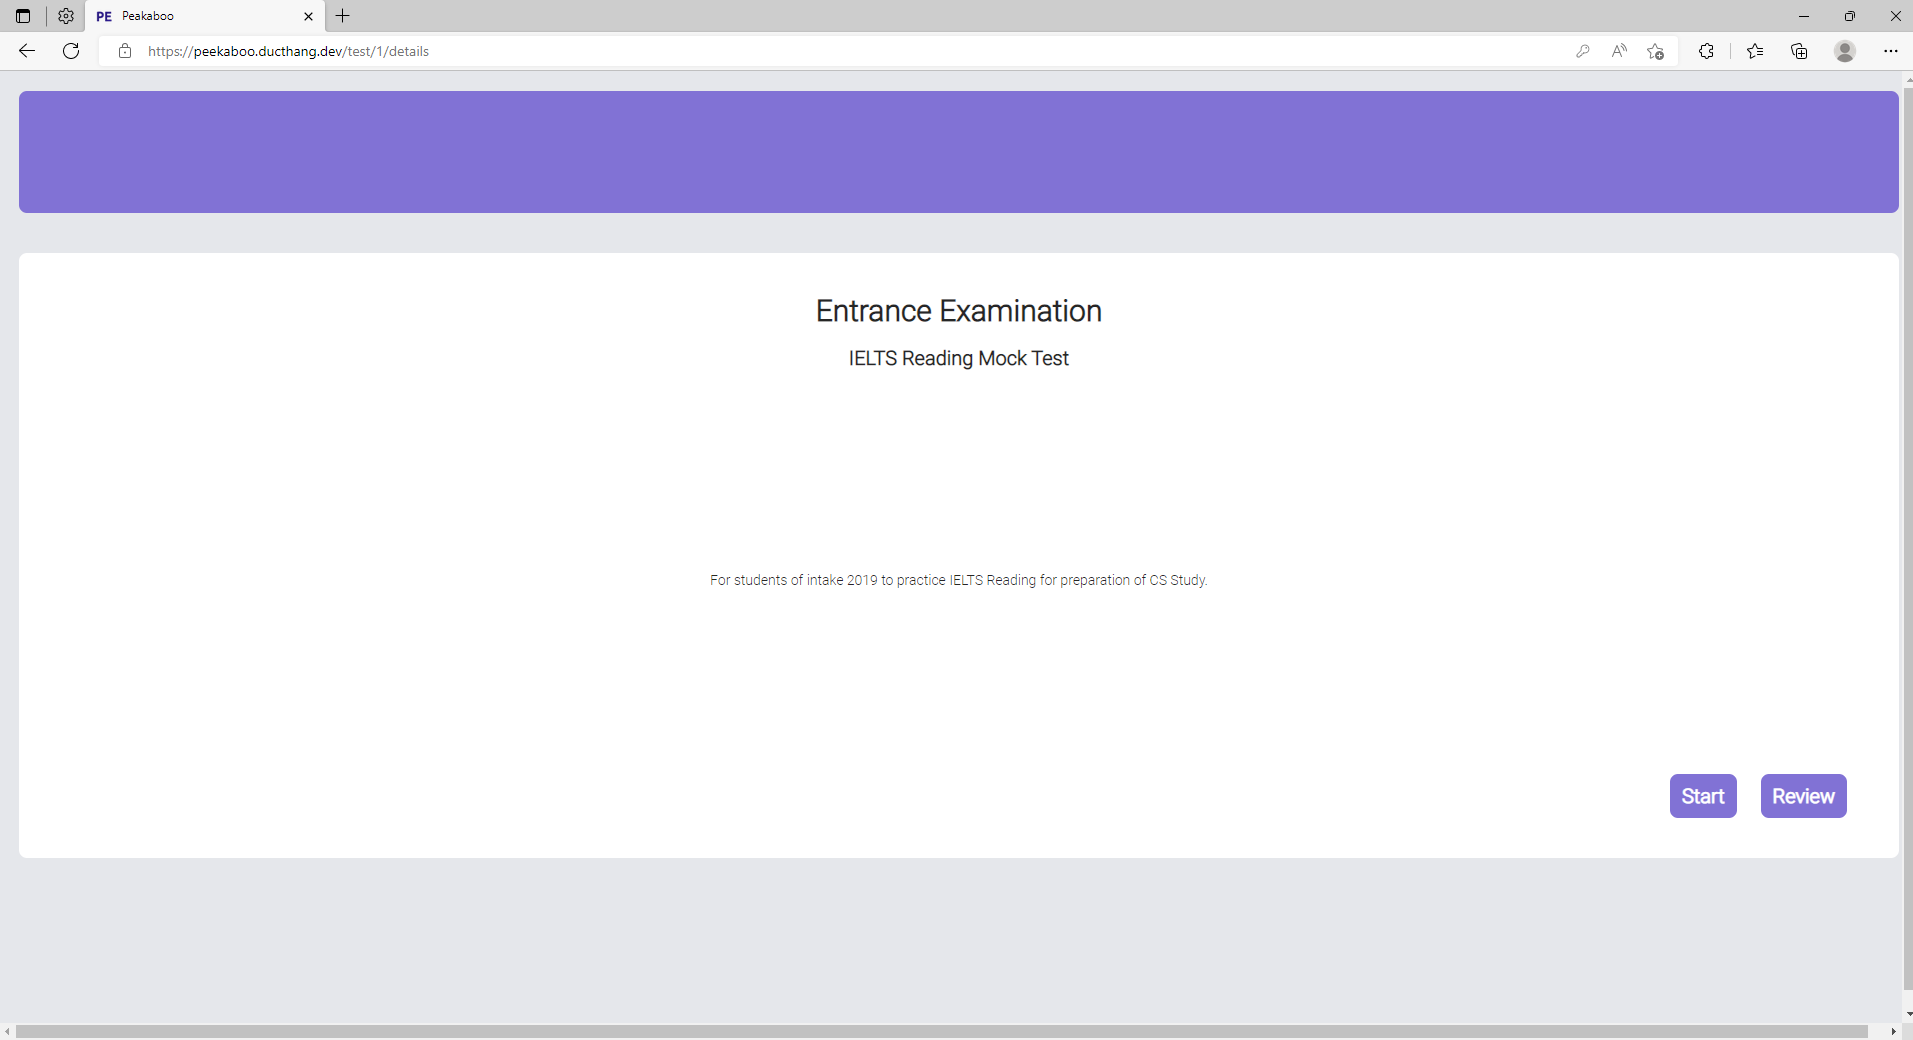 PE Peakaboo
https://peekaboo.ducthang.dev/test/1/details
Entrance Examination
IELTS Reading Mock Test
For students of intake 2019 to practice IELTS Reading for preparation of CS Study.
Start Review